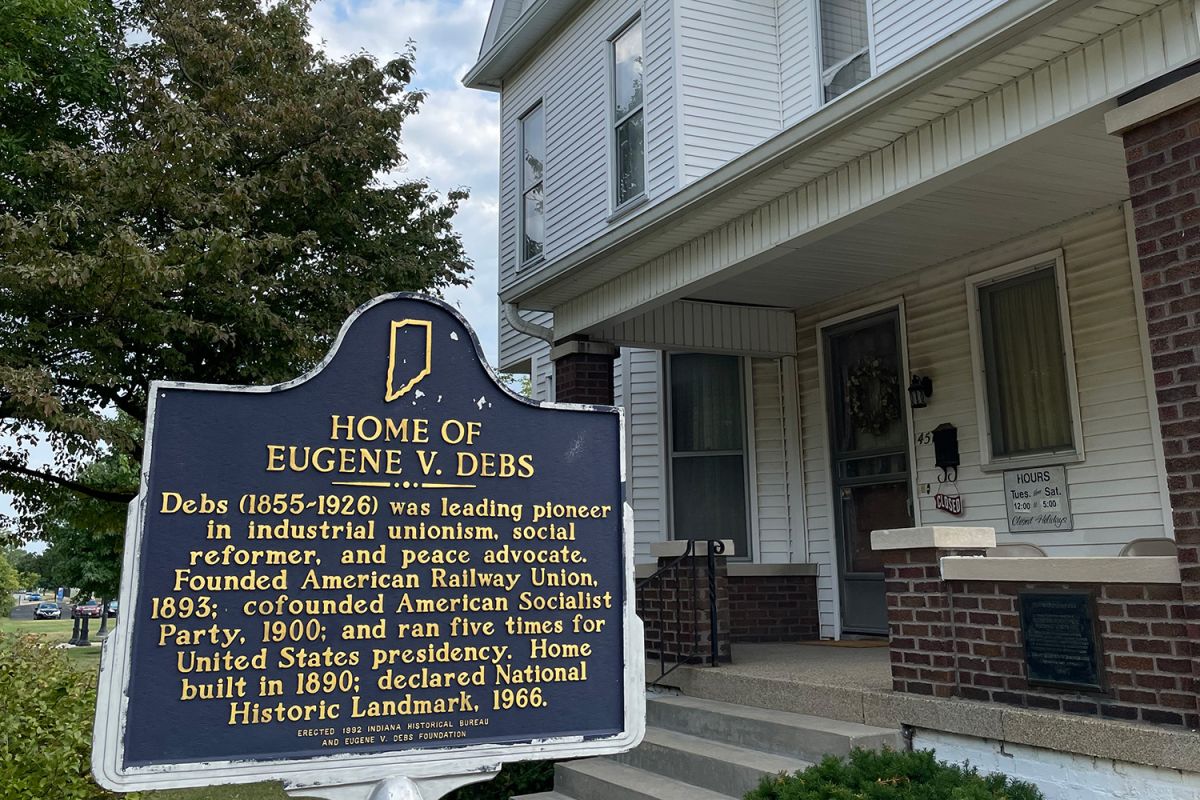 HOME OF
EUGENE V. DEBS
Debs (1855-1926) was leading pioneer
in industrial unionism, social
reformer, and peace advocate.
Founded American Railway Union,
1893; cofounded American Socialist
Party, 1900; and ran five times for
United States presidency. Home
built in 1890; declared National
Historic Landmark, 1966.
ERECTED 1992 INDIANA HISTORICAL BUREAU
AND EUGENE V. DEBS FOUNDATION
45
CLOSED
HOURS
Tues. thru Sat.
12:00 to 5:00
Closed Holidays